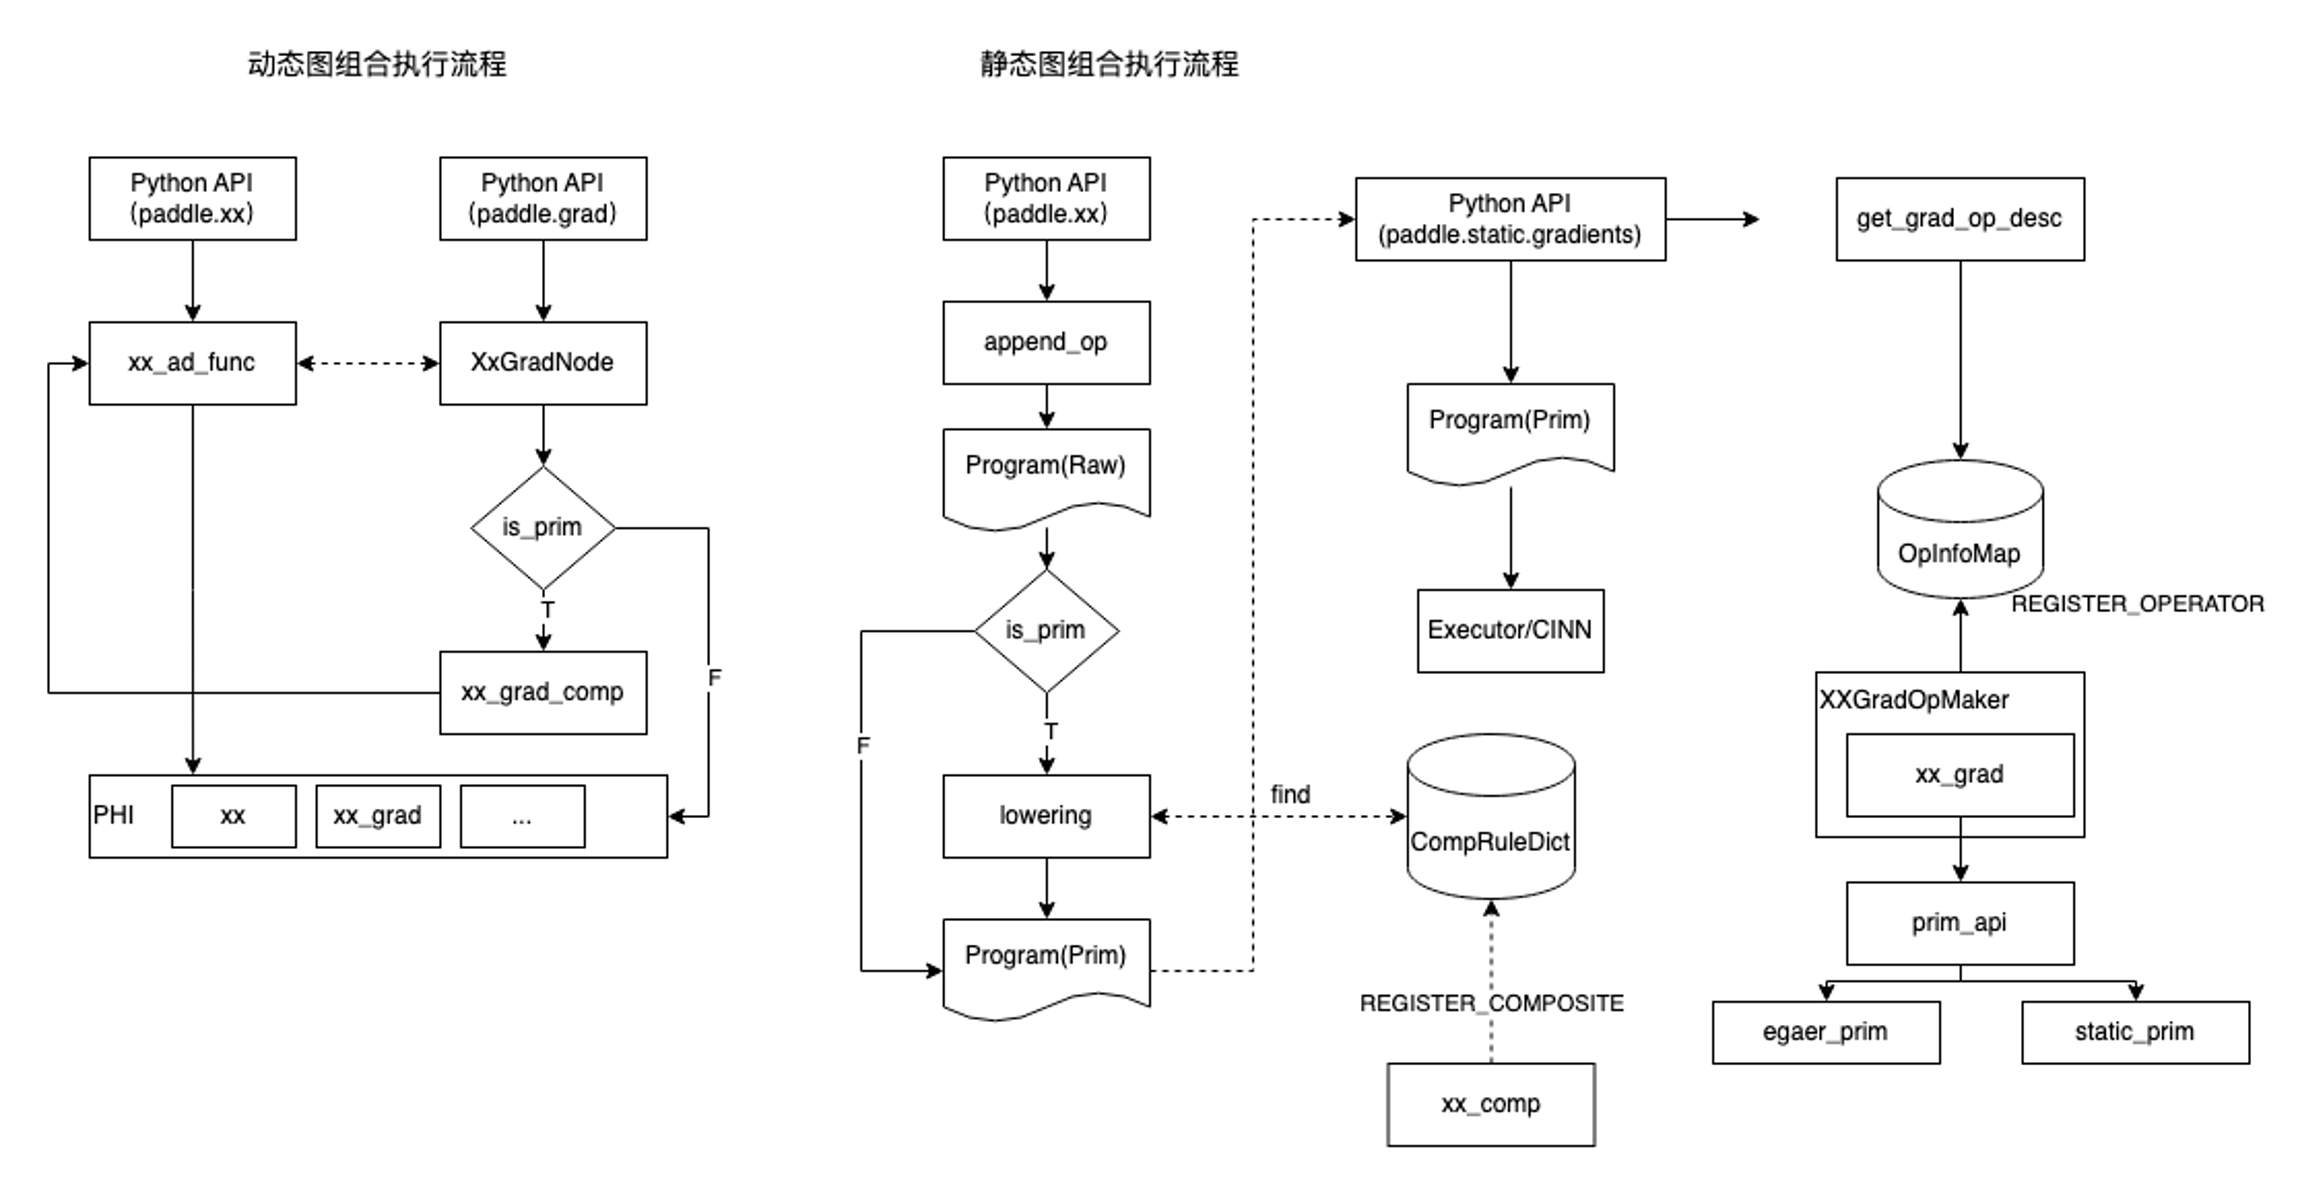 动态图组合执行流程
静态图组合执行流程
Python API
(paddle.xx)
Python API
(paddle.grad)
xx_ad_func
XxGradNode
is_prim
T
F
xx_grad_comp
PHI
xx
xx_grad
...
Python API
(paddle.xx)
append_op
Program(Raw)
is_prim
F
T
lowering
find
Program(Prim)
Python API
(paddle.static.gradients)
Program(Prim)
Executor/CINN
CompRuleDict
REGISTER_COMPOSITE
xx_comp
get_grad_op_desc
OpInfoMap
REGISTER_OPERATOR
XXGradOpMaker
xx_grad
prim_api
egaer_prim
static_prim